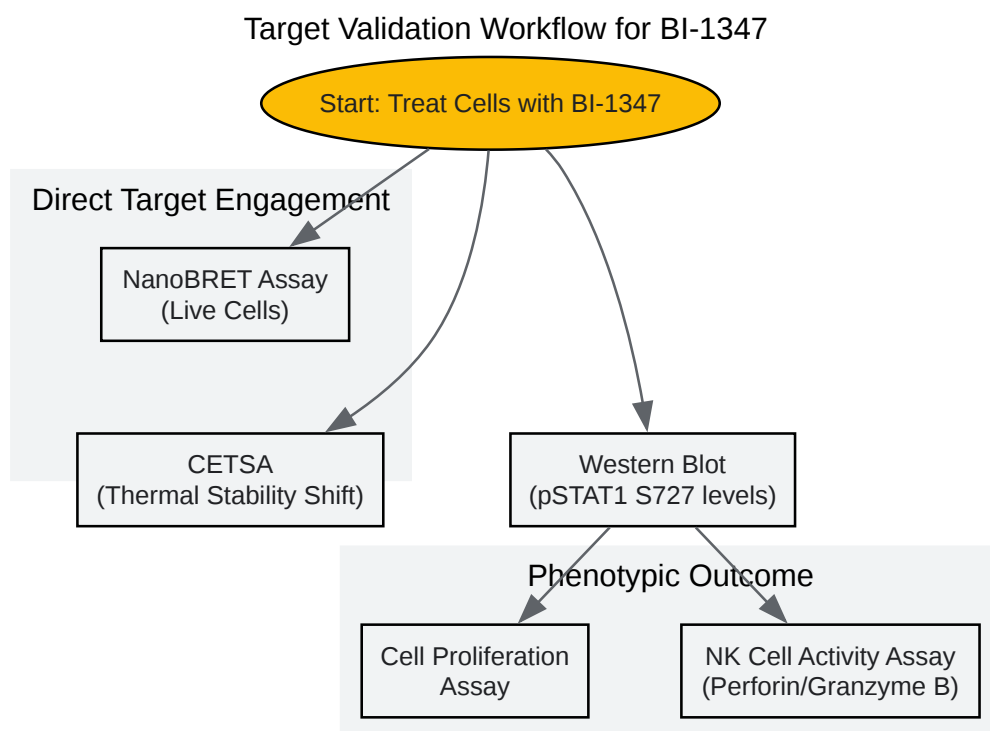 Target Validation Workflow for BI-1347
Start: Treat Cells with BI-1347
Direct Target Engagement
NanoBRET Assay
(Live Cells)
CETSA
(Thermal Stability Shift)
Western Blot
(pSTAT1 S727 levels)
Phenotypic Outcome
Cell Proliferation
Assay
NK Cell Activity Assay
(Perforin/Granzyme B)